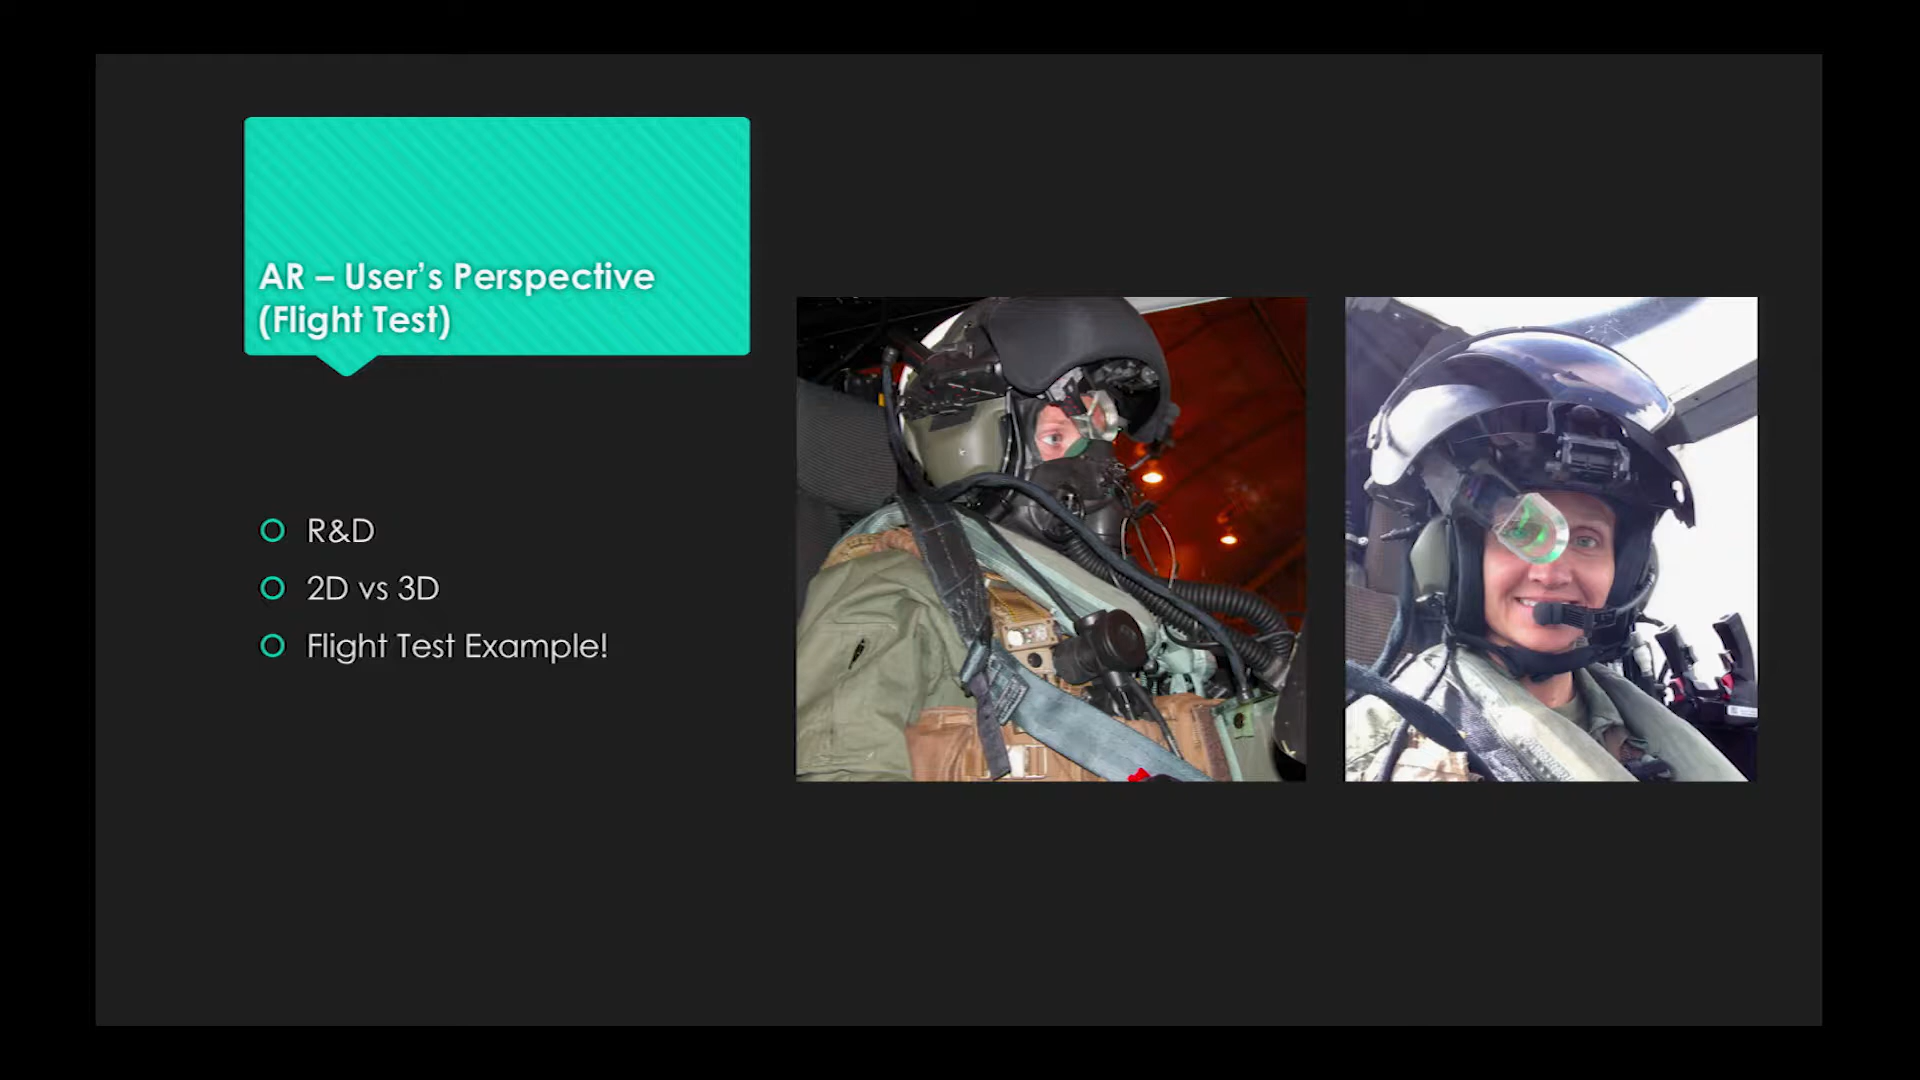 AR – User's Perspective
(Flight Test)
R&D
2D vs 3D
Flight Test Example!